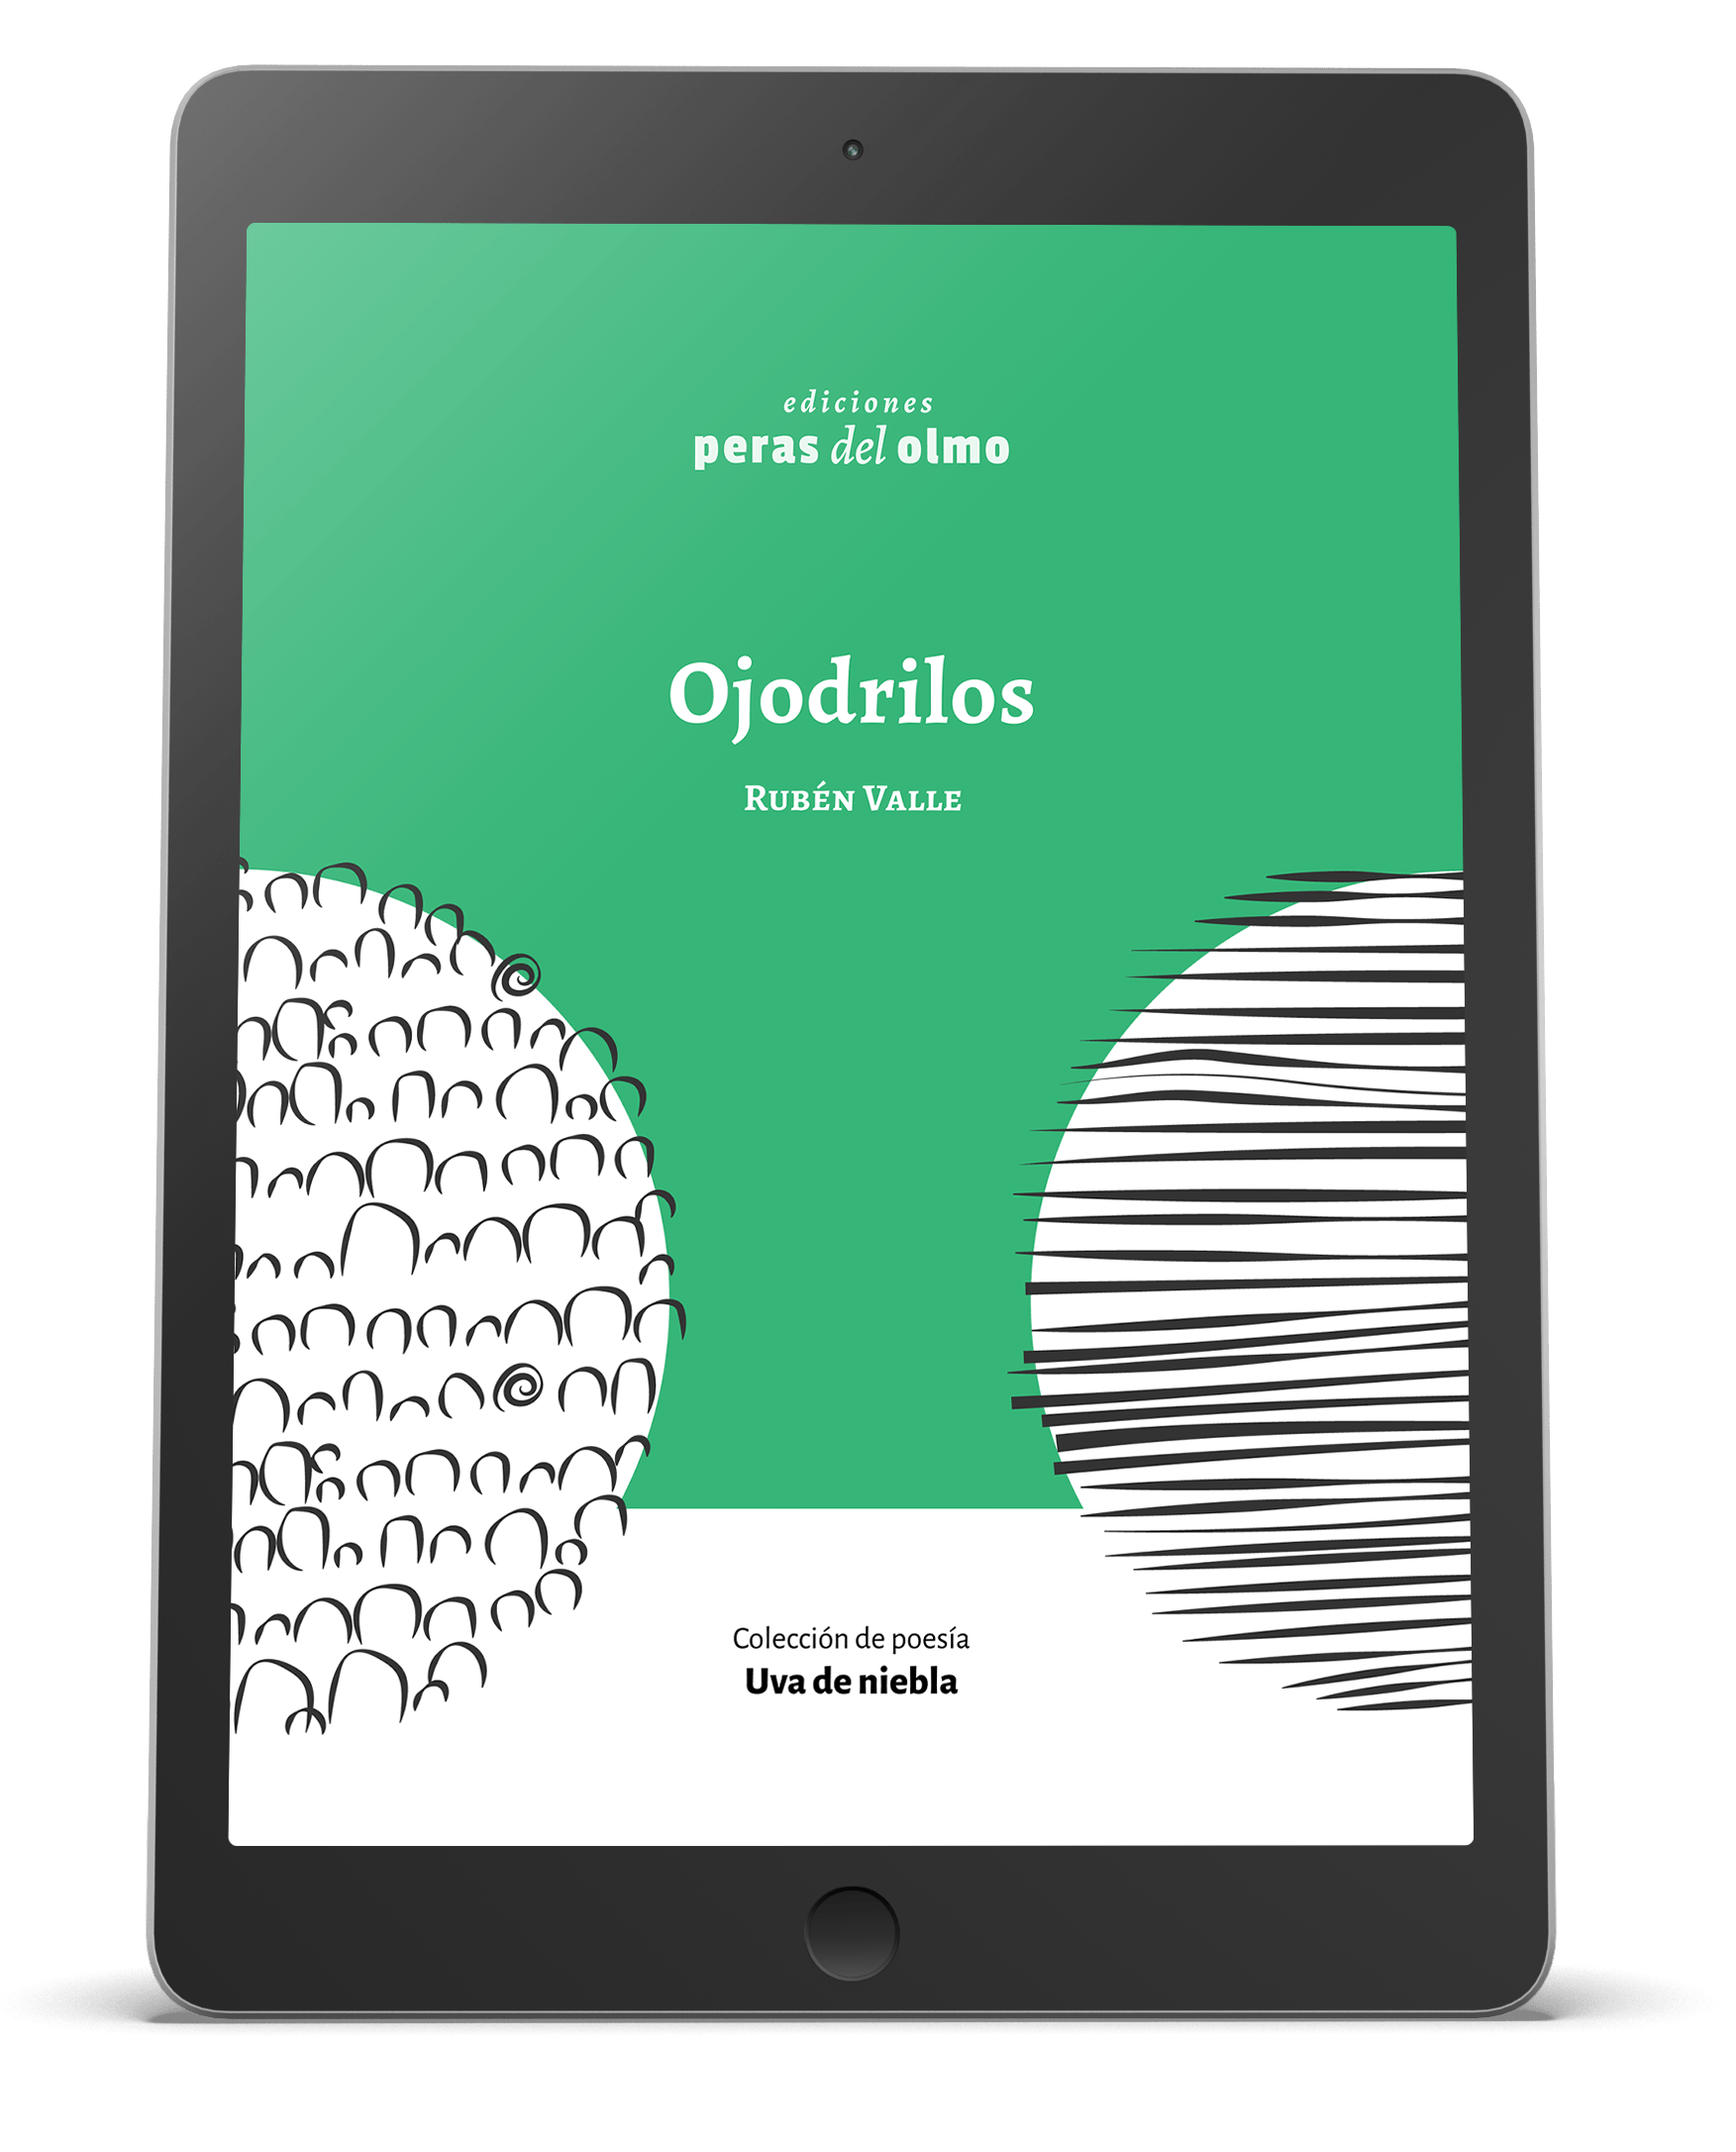 ediciones
peras del olmo
Ojodrilos
Rubén Valle
Colección de poesía
Uva de niebla